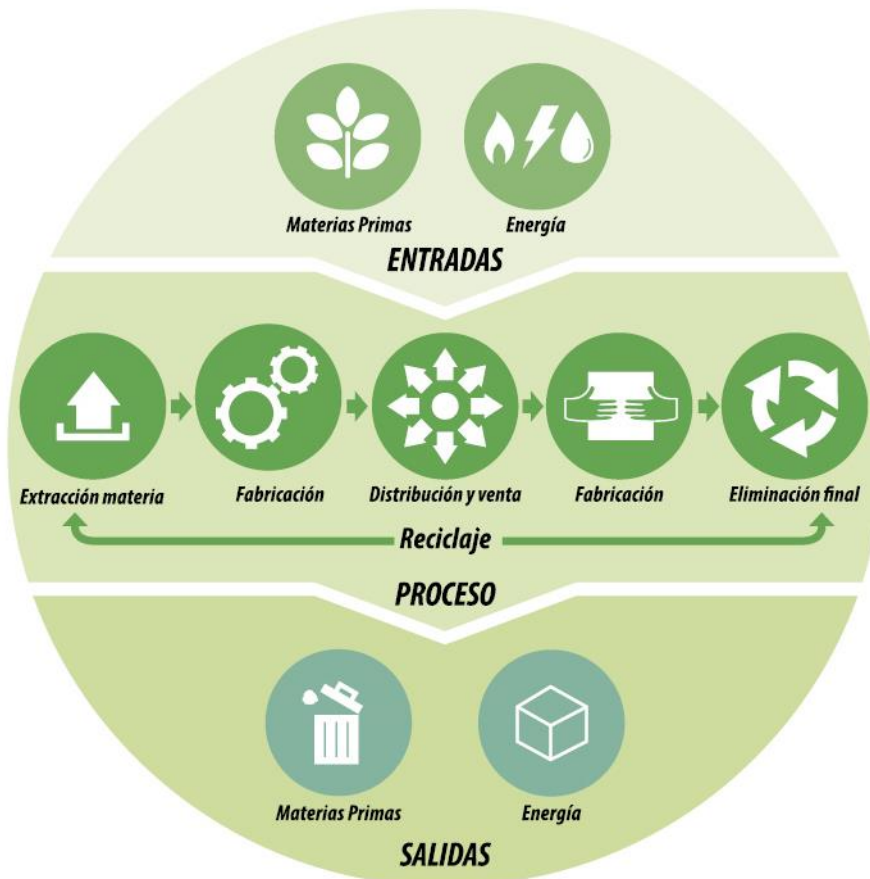 Materias Primas
Energía
ENTRADAS
Extracción materia
Fabricación
Distribución y venta
Fabricación
Eliminación final
Reciclaje
PROCESO
Materias Primas
Energía
SALIDAS